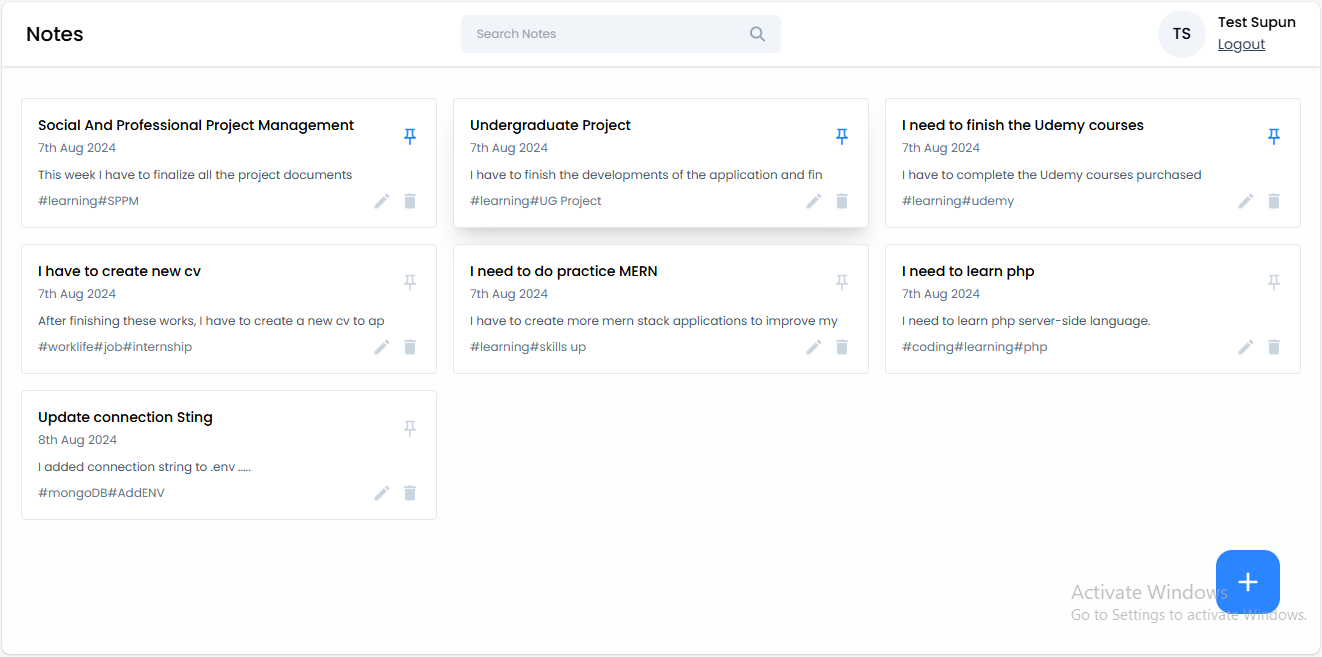 Notes
Search Notes
TS
Test Supun
Logout
Social And Professional Project Management
7th Aug 2024
This week I have to finalize all the project documents
#learning#SPPM
Undergraduate Project
7th Aug 2024
I have to finish the developments of the application and fin
#learning#UG Project
I need to finish the Udemy courses
7th Aug 2024
I have to complete the Udemy courses purchased
#learning#udemy
I have to create new cv
7th Aug 2024
After finishing these works, I have to create a new cv to ap
#worklife#job#internship
I need to do practice MERN
7th Aug 2024
I have to create more mern stack applications to improve my
#learning#skills up
I need to learn php
7th Aug 2024
I need to learn php server-side language.
#coding#learning#php
Update connection Sting
8th Aug 2024
I added connection string to .env .....
#mongoDB#AddENV
Activate Windows
Go to Settings to activate Windows.